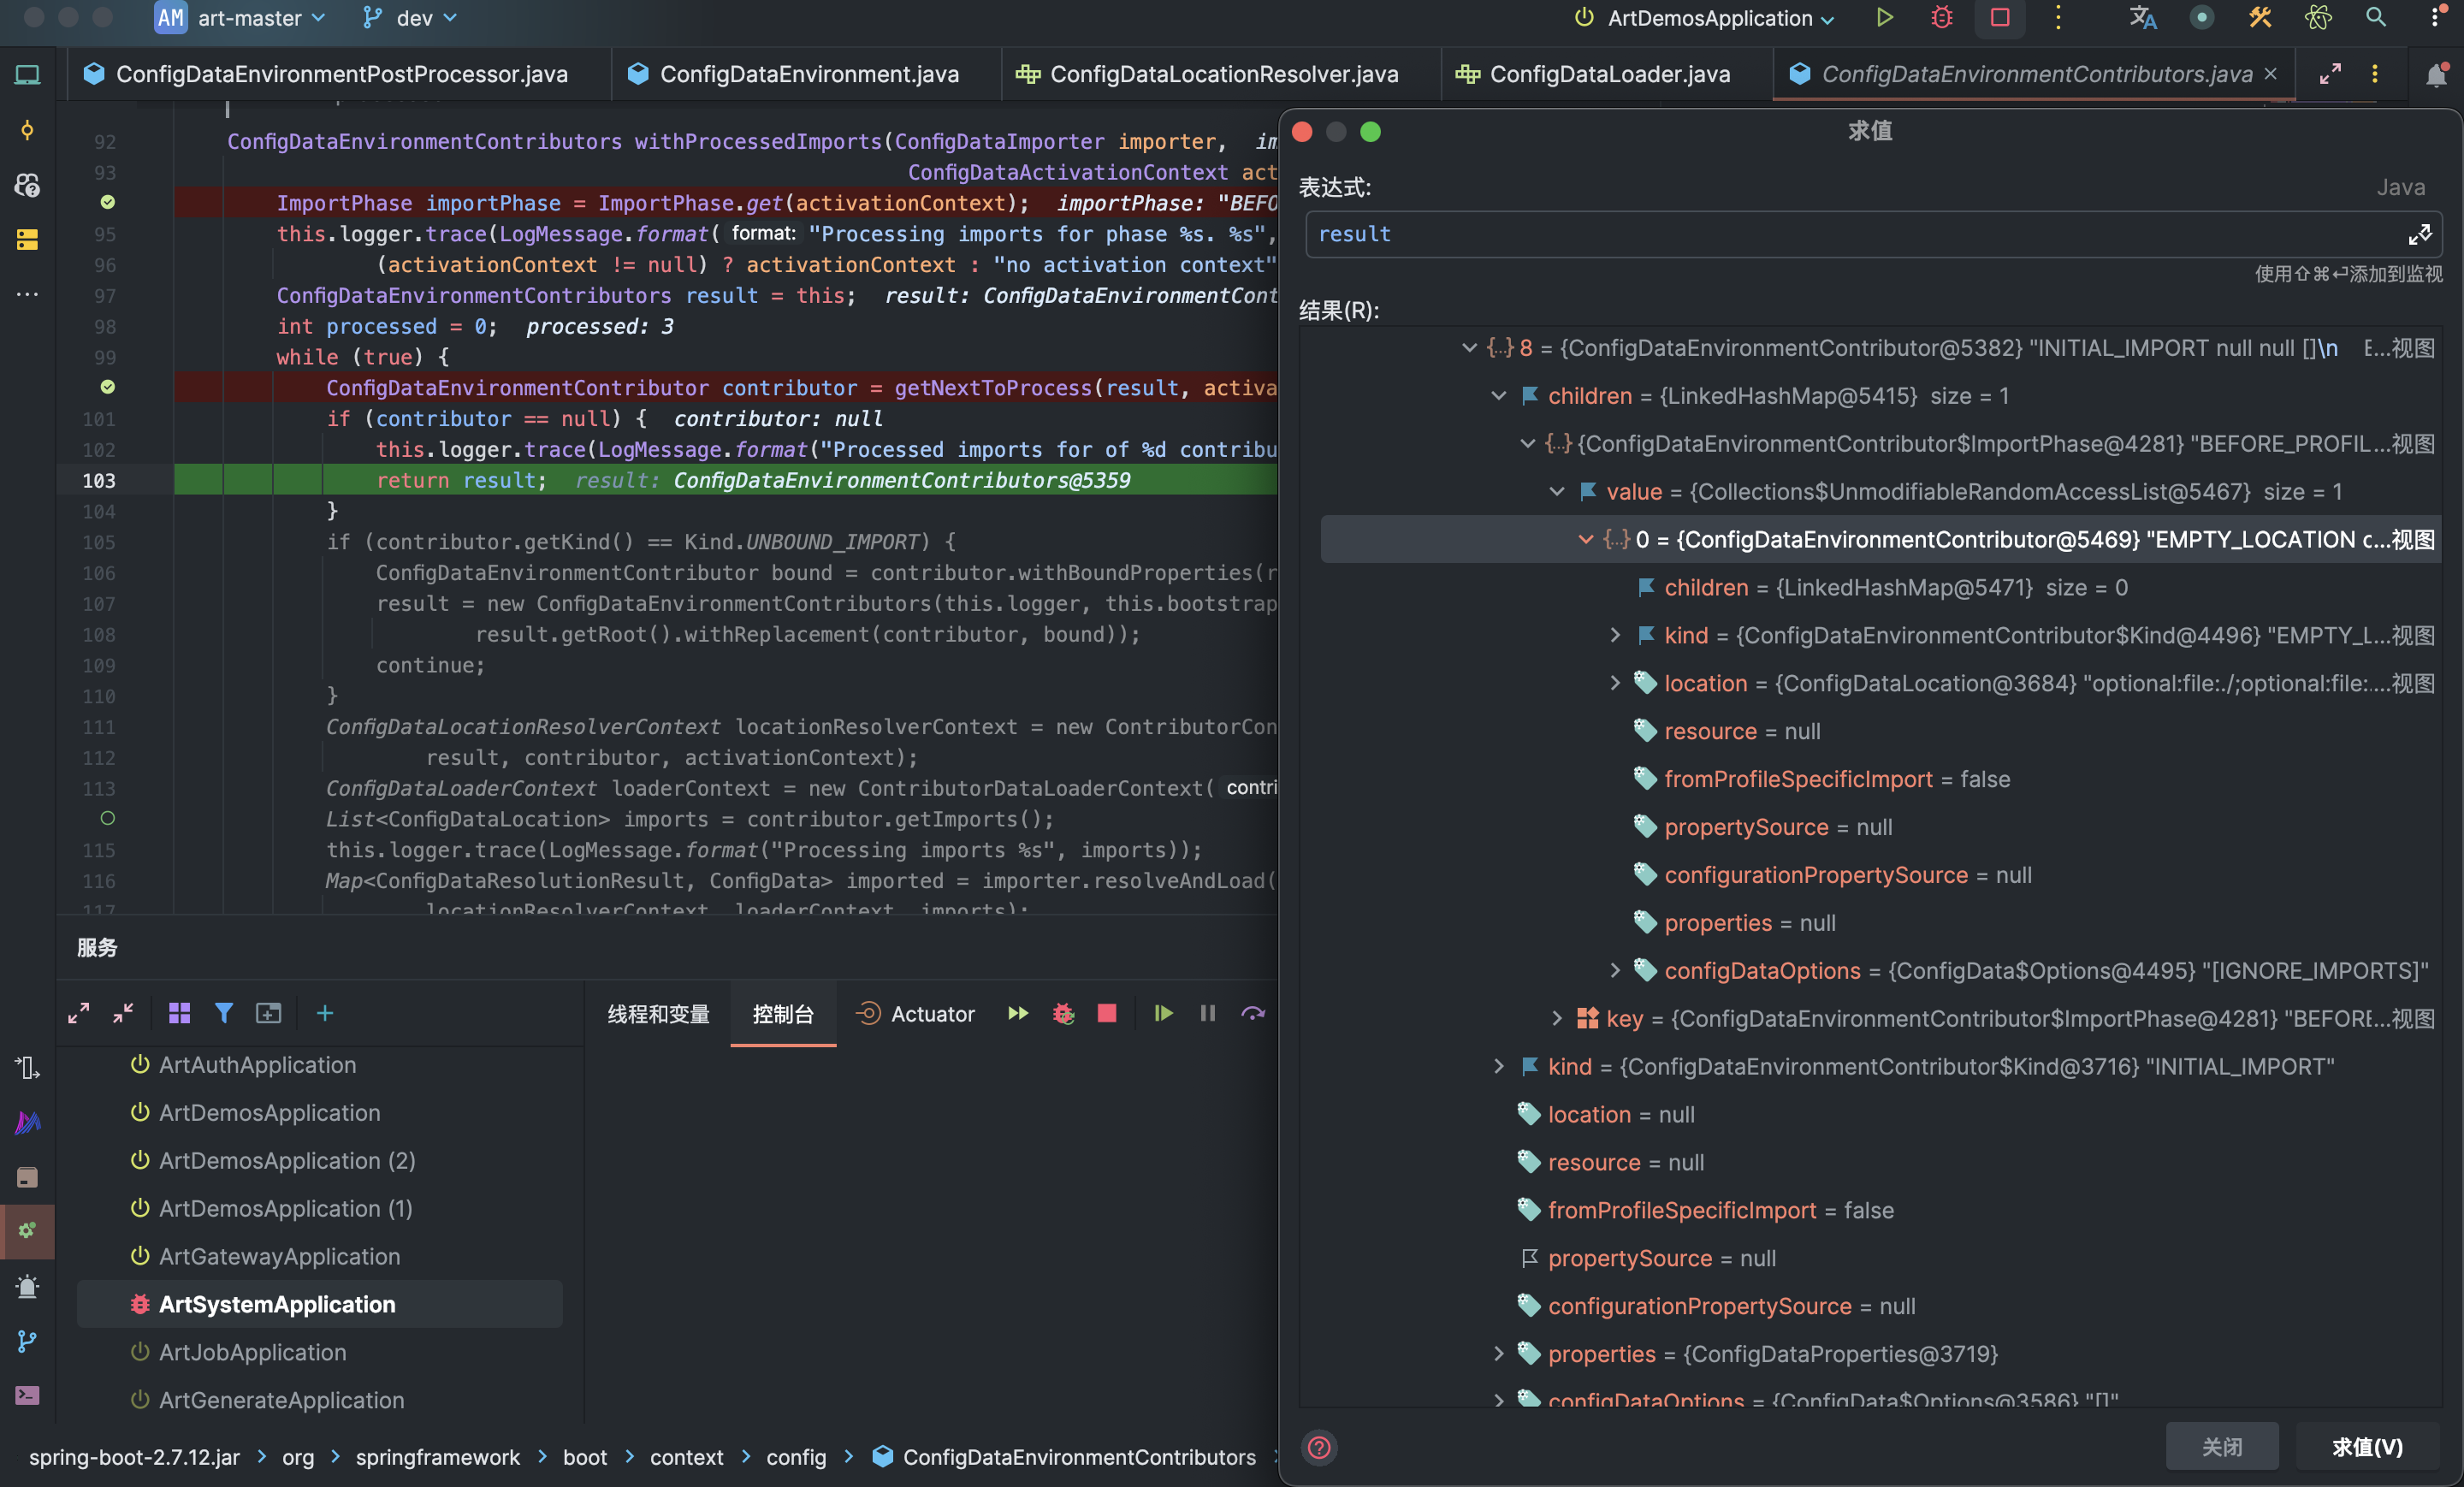 AM art-master dev ArtDemosApplication
ConfigDataEnvironmentPostProcessor.java ConfigDataEnvironment.java ConfigDataLocationResolver.java ConfigDataLoader.java ConfigDataEnvironmentContributors.java
92 ConfigDataEnvironmentContributors withProcessedImports(ConfigDataImporter importer, im
93 ConfigDataActivationContext act
ImportPhase importPhase = ImportPhase.get(activationContext); importPhase: "BEFO
95 this.logger.trace(LogMessage.format( format: "Processing imports for phase %s. %s",
96 (activationContext != null) ? activationContext : "no activation context"
97 ConfigDataEnvironmentContributors result = this; result: ConfigDataEnvironmentCont
98 int processed = 0; processed: 3
99 while (true) {
ConfigDataEnvironmentContributor contributor = getNextToProcess(result, activa
101 if (contributor == null) { contributor: null
102 this.logger.trace(LogMessage.format("Processed imports for of %d contribu
103 return result; result: ConfigDataEnvironmentContributors@5359
104 }
105 if (contributor.getKind() == Kind.UNBOUND_IMPORT) {
106 ConfigDataEnvironmentContributor bound = contributor.withBoundProperties(r
107 result = new ConfigDataEnvironmentContributors(this.logger, this.bootstrap
108 result.getRoot().withReplacement(contributor, bound));
109 continue;
110 }
111 ConfigDataLocationResolverContext locationResolverContext = new ContributorCon
112 result, contributor, activationContext);
113 ConfigDataLoaderContext loaderContext = new ContributorDataLoaderContext( contri
List<ConfigDataLocation> imports = contributor.getImports();
115 this.logger.trace(LogMessage.format("Processing imports %s", imports));
116 Map<ConfigDataResolutionResult, ConfigData> imported = importer.resolveAndLoad(
117 locationResolverContext, loaderContext, imports);
求值
表达式:
Java
result
使用⇧⌘⏎添加到监视
结果(R):
{...} 8 = {ConfigDataEnvironmentContributor@5382} "INITIAL_IMPORT null null []\n E...视图
children = {LinkedHashMap@5415} size = 1
{...} {ConfigDataEnvironmentContributor$ImportPhase@4281} "BEFORE_PROFIL...视图
value = {Collections$UnmodifiableRandomAccessList@5467} size = 1
{...} 0 = {ConfigDataEnvironmentContributor@5469} "EMPTY_LOCATION c...视图
children = {LinkedHashMap@5471} size = 0
kind = {ConfigDataEnvironmentContributor$Kind@4496} "EMPTY_L...视图
location = {ConfigDataLocation@3684} "optional:file:./;optional:file:...视图
resource = null
fromProfileSpecificImport = false
propertySource = null
configurationPropertySource = null
properties = null
configDataOptions = {ConfigData$Options@4495} "[IGNORE_IMPORTS]"
key = {ConfigDataEnvironmentContributor$ImportPhase@4281} "BEFORE...视图
kind = {ConfigDataEnvironmentContributor$Kind@3716} "INITIAL_IMPORT"
location = null
resource = null
fromProfileSpecificImport = false
propertySource = null
configurationPropertySource = null
properties = {ConfigDataProperties@3719}
configDataOptions = {ConfigData$Options@3586} "[]"
关闭 求值(V)
服务
线程和变量 控制台 Actuator
ArtAuthApplication
ArtDemosApplication
ArtDemosApplication (2)
ArtDemosApplication (1)
ArtGatewayApplication
ArtSystemApplication
ArtJobApplication
ArtGenerateApplication
spring-boot-2.7.12.jar > org > springframework > boot > context > config > ConfigDataEnvironmentContributors